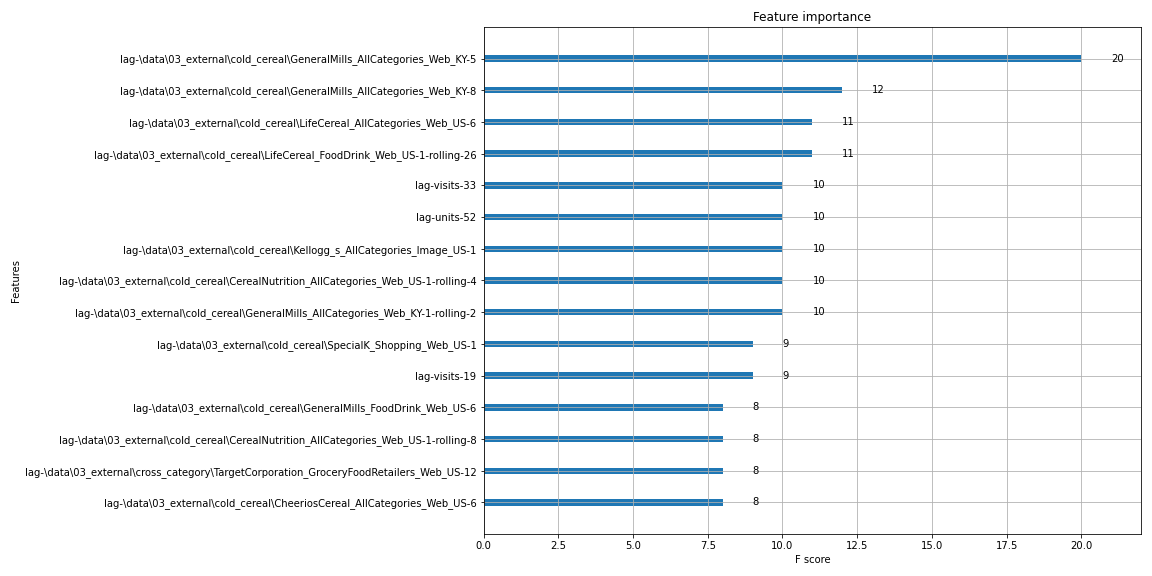 Feature importance
lag-\data\03_external\cold_cereal\GeneralMills_AllCategories_Web_KY-5
20
lag-\data\03_external\cold_cereal\GeneralMills_AllCategories_Web_KY-8
12
lag-\data\03_external\cold_cereal\LifeCereal_AllCategories_Web_US-6
11
lag-\data\03_external\cold_cereal\LifeCereal_FoodDrink_Web_US-1-rolling-26
11
lag-visits-33
10
lag-units-52
10
lag-\data\03_external\cold_cereal\Kellogg_s_AllCategories_Image_US-1
10
lag-\data\03_external\cold_cereal\CerealNutrition_AllCategories_Web_US-1-rolling-4
10
lag-\data\03_external\cold_cereal\GeneralMills_AllCategories_Web_KY-1-rolling-2
10
lag-\data\03_external\cold_cereal\SpecialK_Shopping_Web_US-1
9
lag-visits-19
9
lag-\data\03_external\cold_cereal\GeneralMills_FoodDrink_Web_US-6
8
lag-\data\03_external\cold_cereal\CerealNutrition_AllCategories_Web_US-1-rolling-8
8
lag-\data\03_external\cross_category\TargetCorporation_GroceryFoodRetailers_Web_US-12
8
lag-\data\03_external\cold_cereal\CheeriosCereal_AllCategories_Web_US-6
8
Features
0.0 2.5 5.0 7.5 10.0 12.5 15.0 17.5 20.0
F score